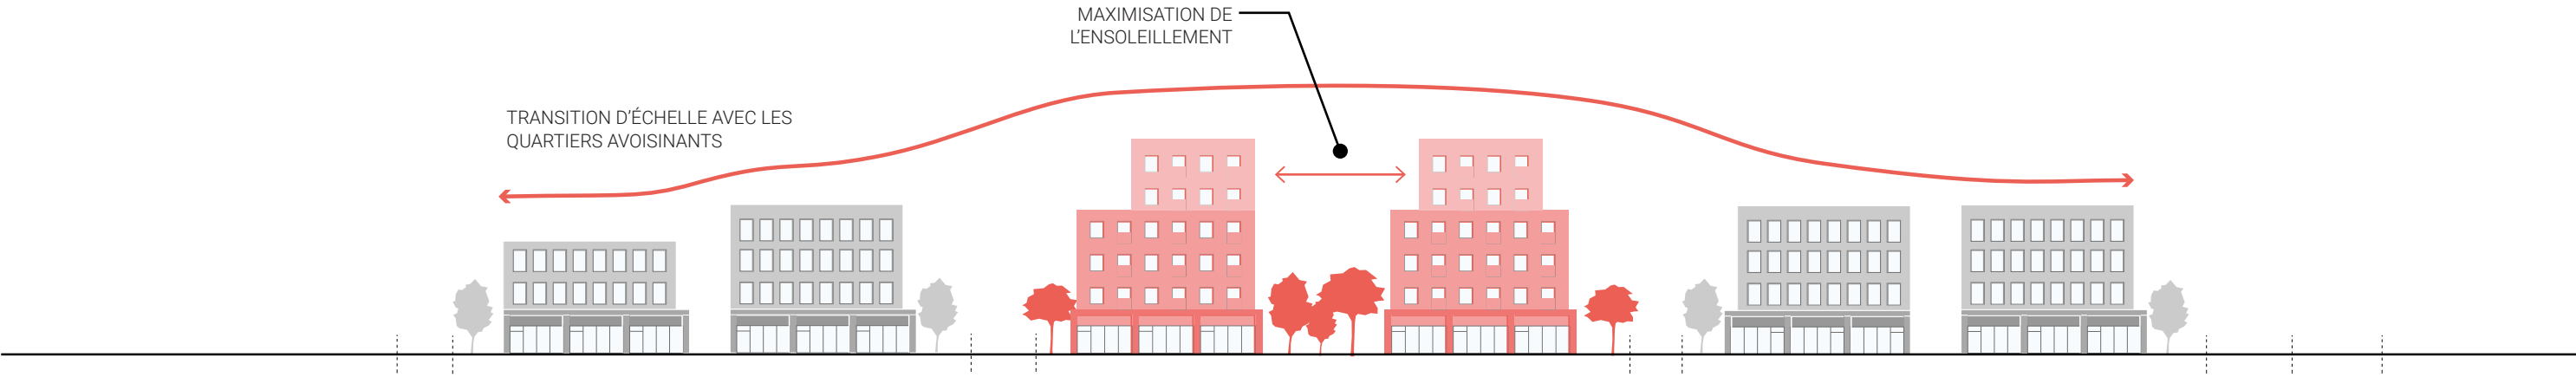 MAXIMISATION DE
L'ENSOLEILLEMENT
TRANSITION D'ÉCHELLE AVEC LES
QUARTIERS AVOISINANTS